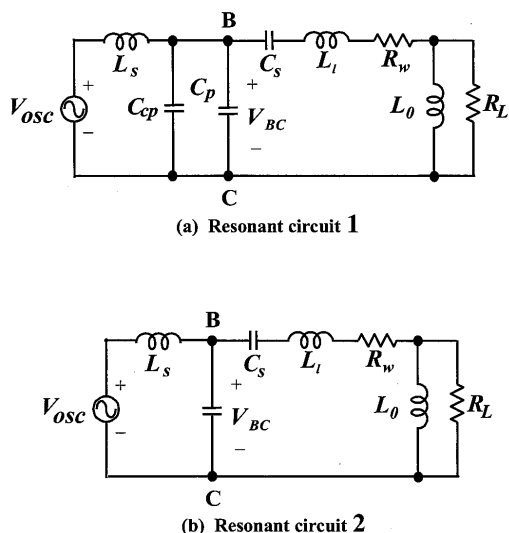 B
L_s C_s L_l R_w
+ C_cp C_p + L_0 R_L
V_OSC V_BC
− −
C
(a) Resonant circuit 1
B
L_s C_s L_l R_w
+ + L_0 R_L
V_OSC V_BC
− −
C
(b) Resonant circuit 2